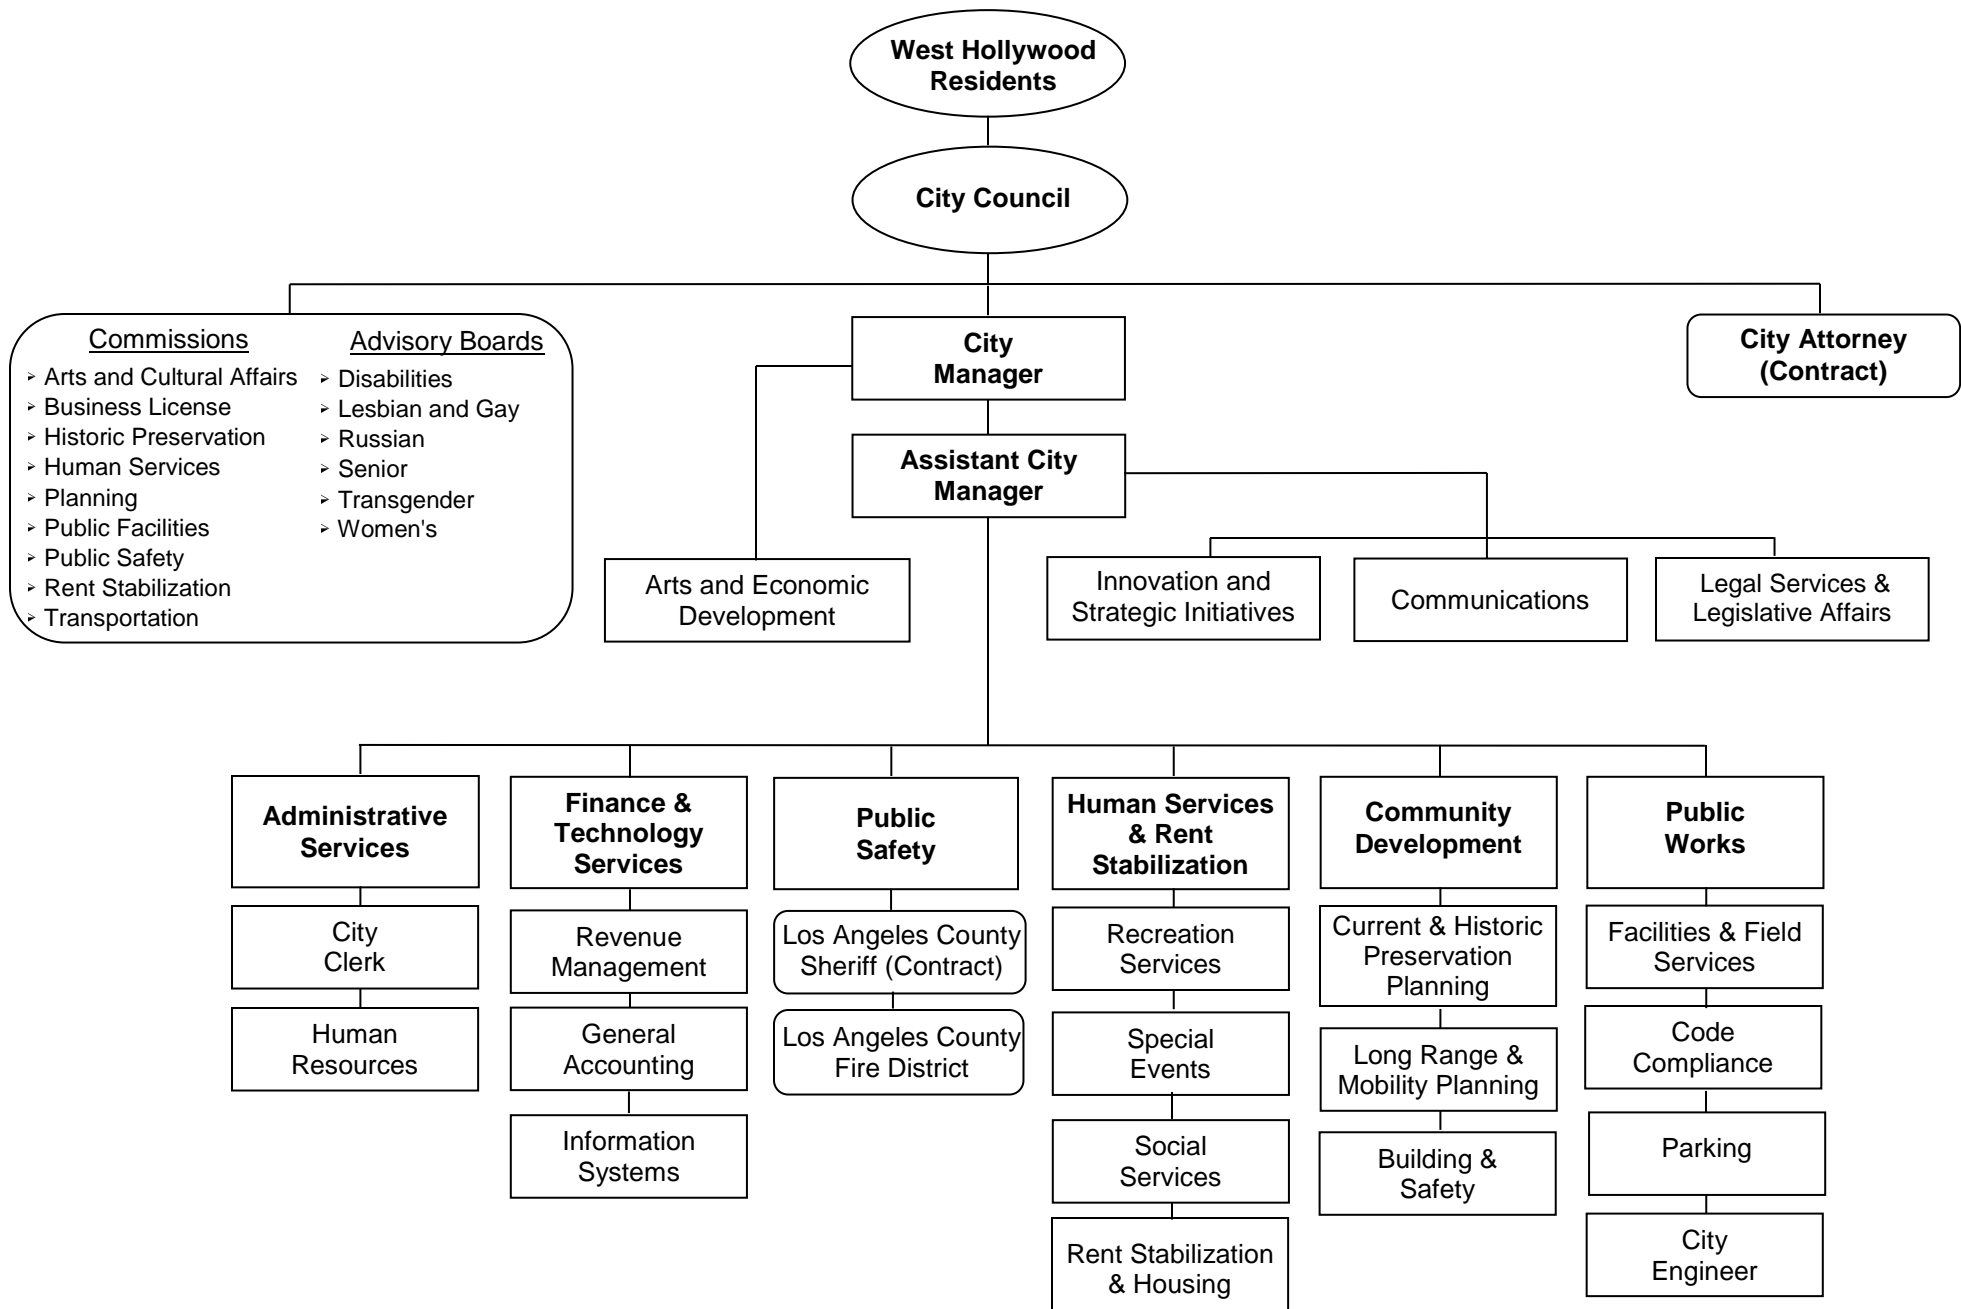 West Hollywood
Residents
City Council
Commissions
➢ Arts and Cultural Affairs
➢ Business License
➢ Historic Preservation
➢ Human Services
➢ Planning
➢ Public Facilities
➢ Public Safety
➢ Rent Stabilization
➢ Transportation
Advisory Boards
➢ Disabilities
➢ Lesbian and Gay
➢ Russian
➢ Senior
➢ Transgender
➢ Women's
City
Manager
City Attorney
(Contract)
Assistant City
Manager
Arts and Economic
Development
Innovation and
Strategic Initiatives
Communications
Legal Services &
Legislative Affairs
Administrative
Services
City
Clerk
Human
Resources
Finance &
Technology
Services
Revenue
Management
General
Accounting
Information
Systems
Public
Safety
Los Angeles County
Sheriff (Contract)
Los Angeles County
Fire District
Human Services
& Rent
Stabilization
Recreation
Services
Special
Events
Social
Services
Rent Stabilization
& Housing
Community
Development
Current & Historic
Preservation
Planning
Long Range &
Mobility Planning
Building &
Safety
Public
Works
Facilities & Field
Services
Code
Compliance
Parking
City
Engineer